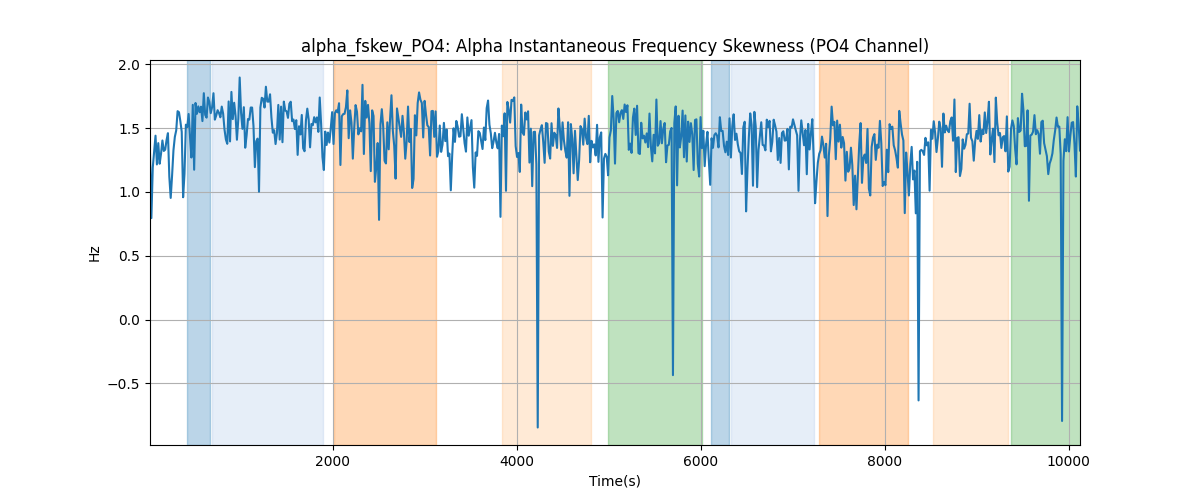 alpha_fskew_PO4: Alpha Instantaneous Frequency Skewness (PO4 Channel)
2.0
1.5
1.0
0.5
0.0
−0.5
Hz
2000 4000 6000 8000 10000
Time(s)